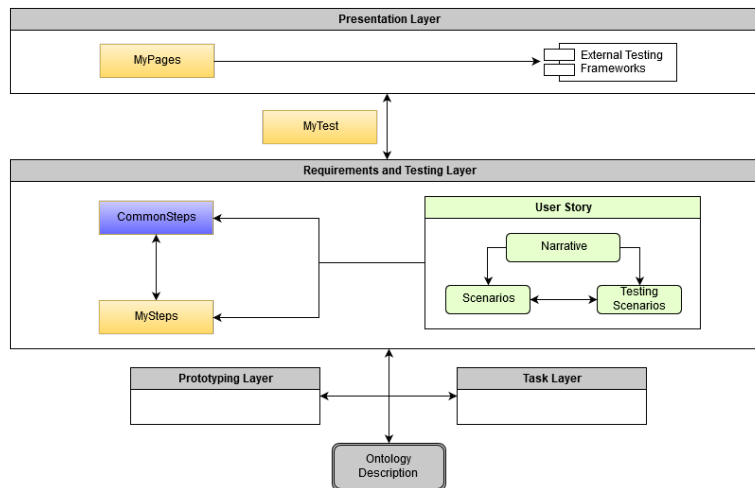 Presentation Layer
MyPages
External Testing
Frameworks
MyTest
Requirements and Testing Layer
CommonSteps
User Story
Narrative
Scenarios
Testing
Scenarios
MySteps
Prototyping Layer
Task Layer
Ontology
Description